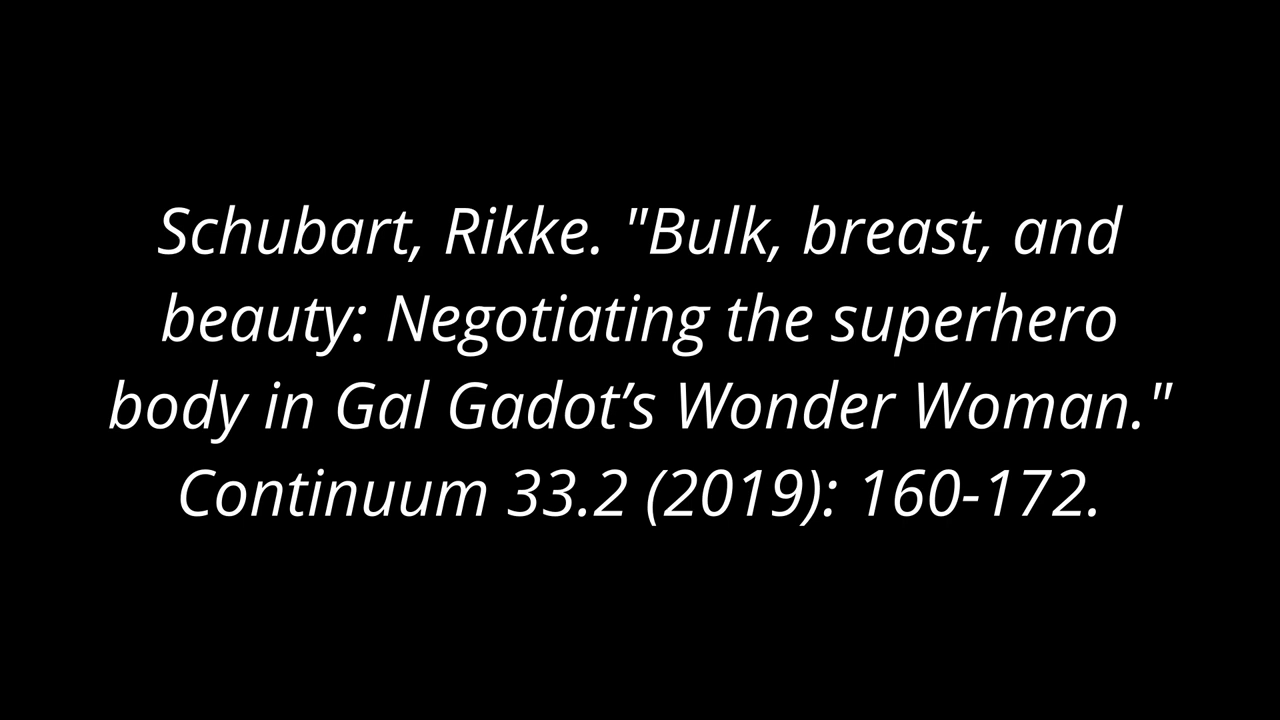 Schubart, Rikke. "Bulk, breast, and
beauty: Negotiating the superhero
body in Gal Gadot’s Wonder Woman."
Continuum 33.2 (2019): 160-172.